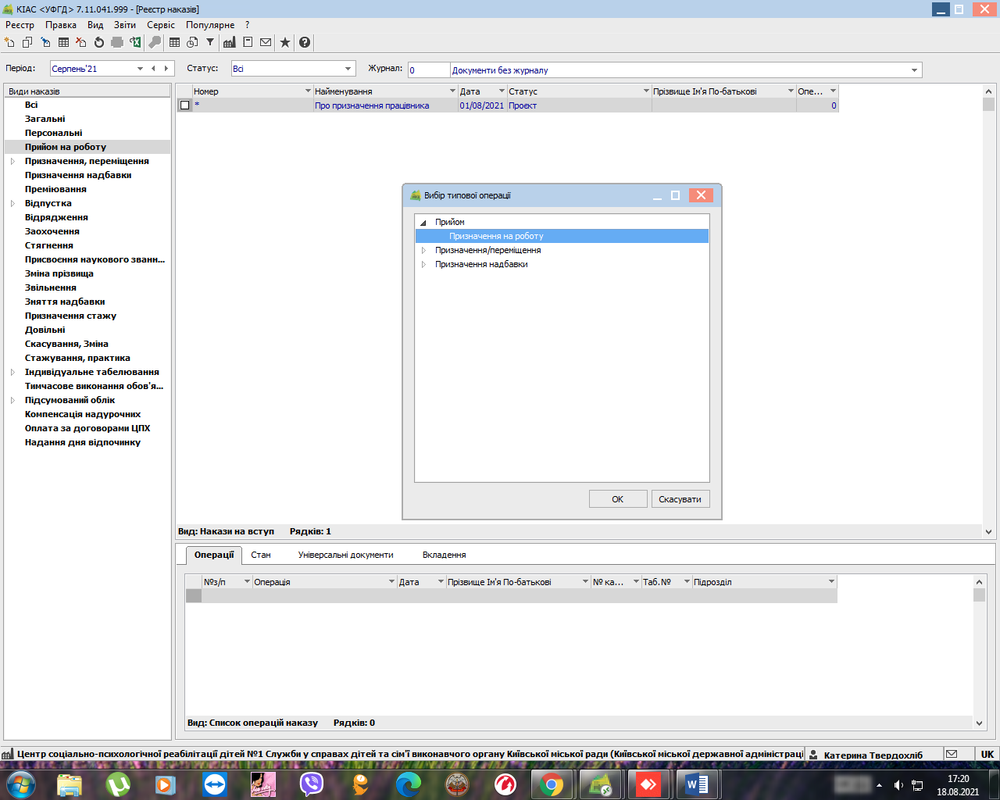 КІАС <УФГД> 7.11.041.999 - [Реєстр наказів]
Реєстр Правка Вид Звіти Сервіс Популярне ?
Період: Серпень'21 Статус: Всі Журнал: 0 Документи без журналу
Види наказів
Всі
Загальні
Персональні
Прийом на роботу
Призначення, переміщення
Призначення надбавки
Преміювання
Відпустка
Відрядження
Заохочення
Стягнення
Присвоєння наукового званн...
Зміна прізвища
Звільнення
Зняття надбавки
Призначення стажу
Довільні
Скасування, Зміна
Стажування, практика
Індивідуальне табелювання
Тимчасове виконання обов'я...
Підсумований облік
Компенсація надурочних
Оплата за договорами ЦПХ
Надання дня відпочинку
Номер Найменування Дата Статус Прізвище Ім'я По-батькові Опе...
* Про призначення працівника 01/08/2021 Проект 0
Вибір типової операції
Прийом
Призначення на роботу
Призначення/переміщення
Призначення надбавки
ОК Скасувати
Вид: Накази на вступ Рядків: 1
Операції Стан Універсальні документи Вкладення
№з/п Операція Дата Прізвище Ім'я По-батькові № ка... Таб.№ Підрозділ
Вид: Список операцій наказу Рядків: 0
Центр соціально-психологічної реабілітації дітей №1 Служби у справах дітей та сім'ї виконавчого органу Київської міської ради (Київської міської державної адміністраці Катерина Твердохліб UK
17:20
18.08.2021